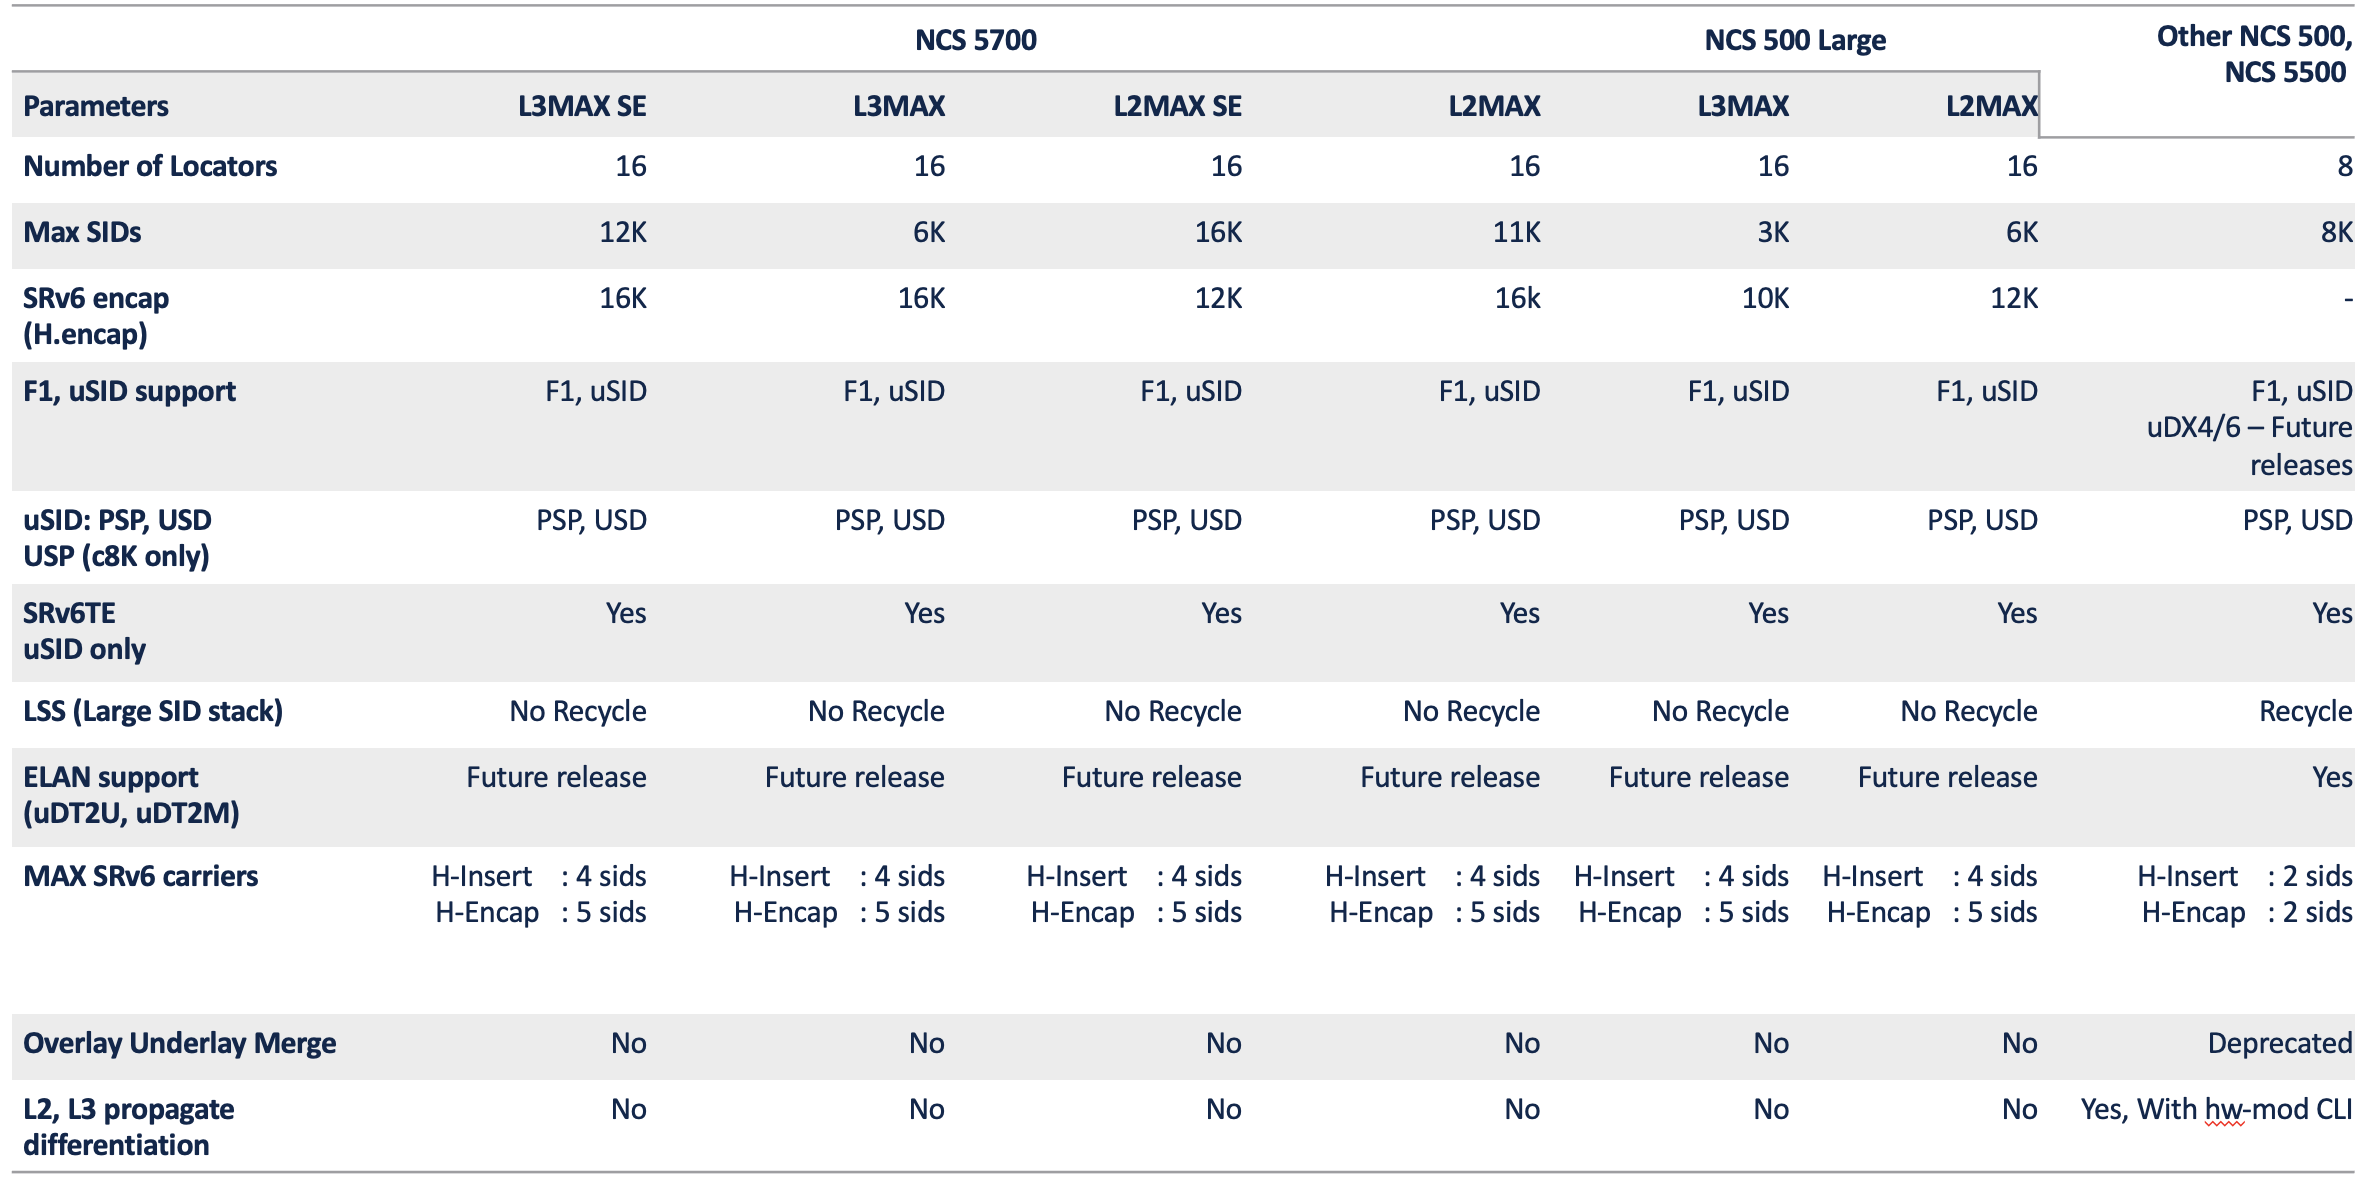 NCS 5700 NCS 500 Large Other NCS 500,
NCS 5500
Parameters L3MAX SE L3MAX L2MAX SE L2MAX L3MAX L2MAX
Number of Locators 16 16 16 16 16 16 8
Max SIDs 12K 6K 16K 11K 3K 6K 8K
SRv6 encap 16K 16K 12K 16k 10K 12K -
(H.encap)
F1, uSID support F1, uSID F1, uSID F1, uSID F1, uSID F1, uSID F1, uSID F1, uSID
uDX4/6 – Future
releases
uSID: PSP, USD PSP, USD PSP, USD PSP, USD PSP, USD PSP, USD PSP, USD PSP, USD
USP (c8K only)
SRv6TE Yes Yes Yes Yes Yes Yes Yes
uSID only
LSS (Large SID stack) No Recycle No Recycle No Recycle No Recycle No Recycle No Recycle Recycle
ELAN support Future release Future release Future release Future release Future release Future release Yes
(uDT2U, uDT2M)
MAX SRv6 carriers H-Insert : 4 sids H-Insert : 4 sids H-Insert : 4 sids H-Insert : 4 sids H-Insert : 4 sids H-Insert : 4 sids H-Insert : 2 sids
H-Encap : 5 sids H-Encap : 5 sids H-Encap : 5 sids H-Encap : 5 sids H-Encap : 5 sids H-Encap : 5 sids H-Encap : 2 sids
Overlay Underlay Merge No No No No No No Deprecated
L2, L3 propagate No No No No No No Yes, With hw-mod CLI
differentiation